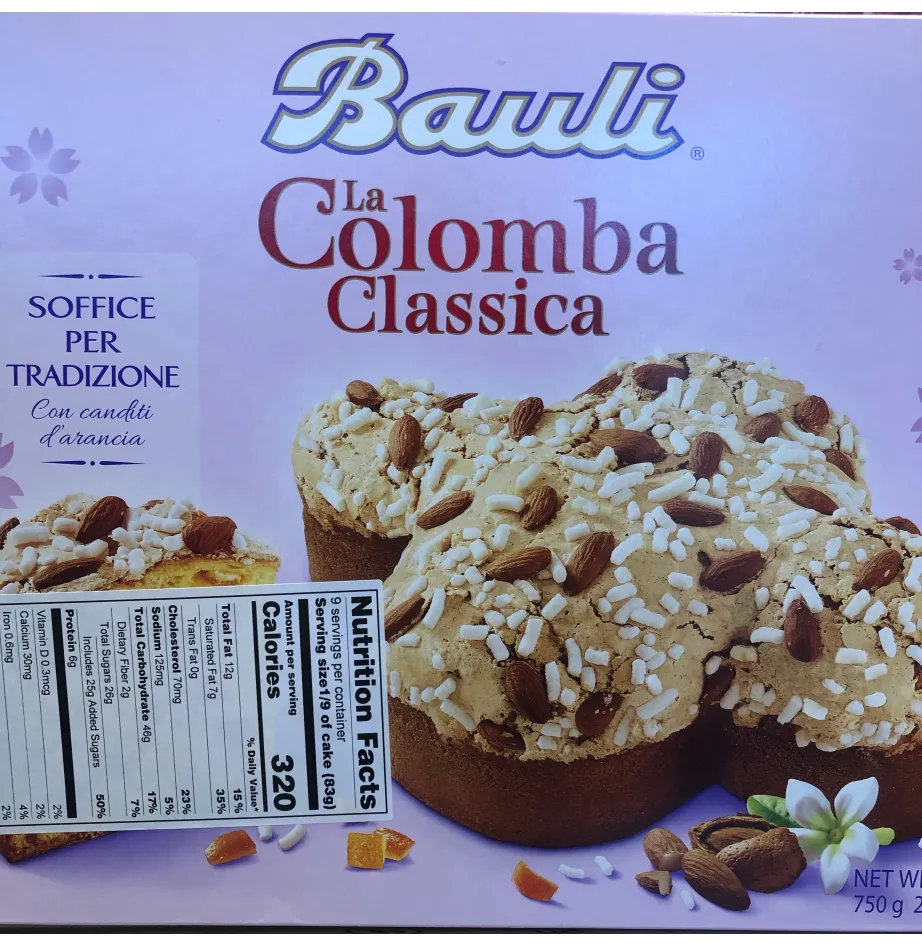 Bauli®
La
Colomba
Classica
SOFFICE
PER
TRADIZIONE
Con canditi
d'arancia
Nutrition Facts
9 servings per container
Serving size1/9 of cake (83g)
Amount per serving
Calories 320
% Daily Value*
Total Fat 12g 15%
Saturated Fat 7g 35%
Trans Fat 0g
Cholesterol 70mg 23%
Sodium 125mg 5%
Total Carbohydrate 46g 17%
Dietary Fiber 2g 7%
Total Sugars 26g
Includes 25g Added Sugars 50%
Protein 6g
Vitamin D 0.3mcg 2%
Calcium 30mg 2%
Iron 0.6mg 4%
2%
NET
750 g 2